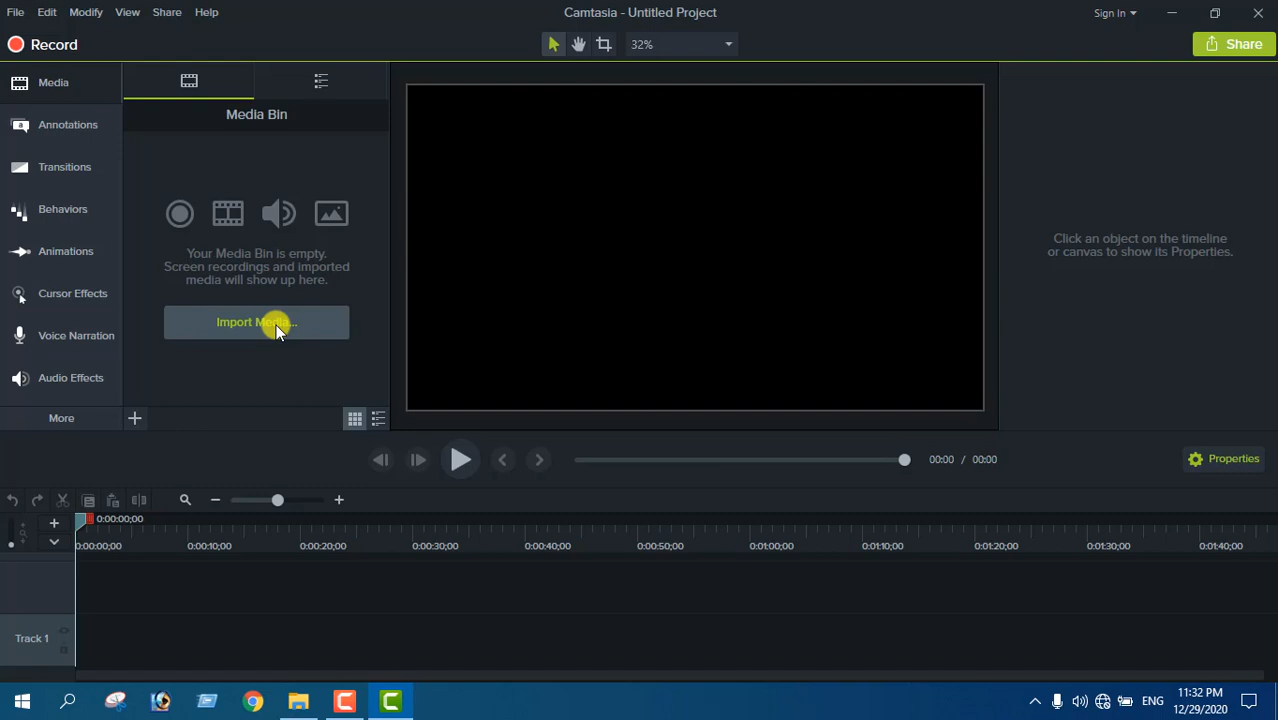 File Edit Modify View Share Help
Camtasia - Untitled Project
Sign In
Record
32%
Share
Media
Annotations
Transitions
Behaviors
Animations
Cursor Effects
Voice Narration
Audio Effects
More
Media Bin
Your Media Bin is empty.
Screen recordings and imported
media will show up here.
Import Media...
Click an object on the timeline
or canvas to show its Properties.
00:00 / 00:00
Properties
0:00:00;00
0:00:00;00 0:00:10;00 0:00:20;00 0:00:30;00 0:00:40;00 0:00:50;00 0:01:00;00 0:01:10;00 0:01:20;00 0:01:30;00 0:01:40;00
Track 1
ENG
11:32 PM
12/29/2020